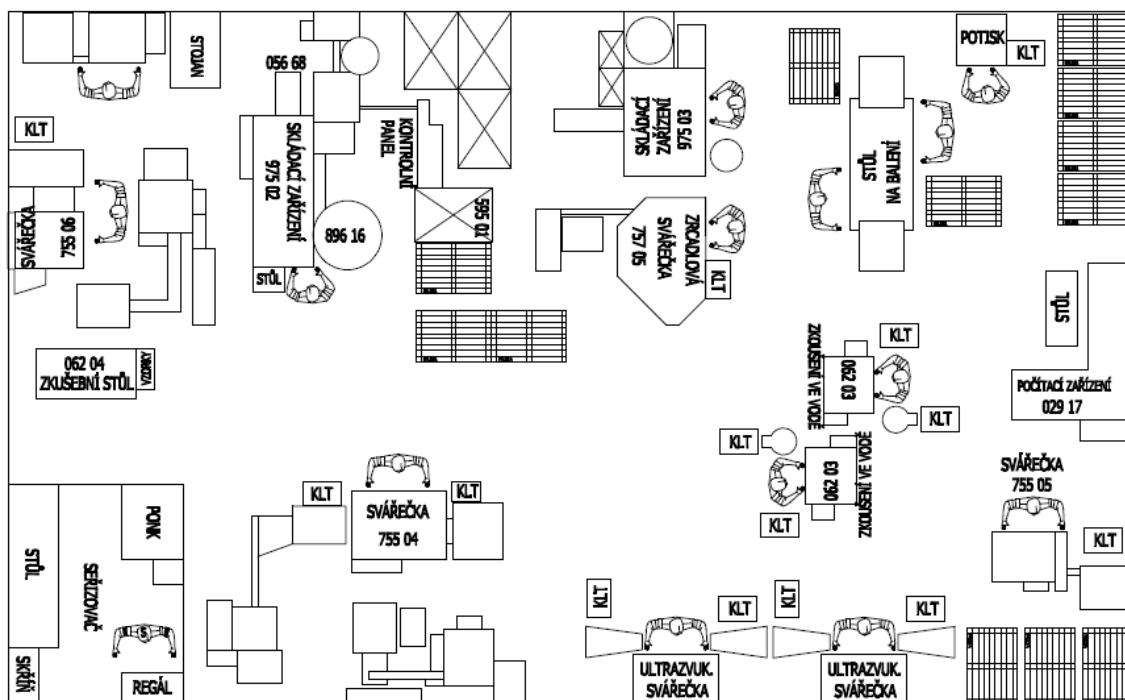 STOJAN
056 68
SKLÁDACÍ ZAŘÍZENÍ
975 02
KONTROLNÍ
PANEL
896 16
595 01
STŮL
KLT
SVÁŘEČKA
755 06
062 04
ZKUŠEBNÍ STŮL
VZORKY
SKLÁDACÍ
ZAŘÍZENÍ
975 03
ZRCADLOVÁ
SVÁŘEČKA
757 05
KLT
STŮL
NA BALENÍ
POTISK
KLT
STŮL
POČÍTACÍ ZAŘÍZENÍ
029 17
ZKOUSENÍ VE VODĚ
062 03
KLT
KLT
KLT
062 03
ZKOUSENÍ VE VODĚ
KLT
SVÁŘEČKA
755 05
KLT
KLT
SVÁŘEČKA
755 04
KLT
STŮL
PONK
SEŘIZOVAČ
S
SKŘÍŇ
REGÁL
KLT
KLT
ULTRAZVUK.
SVÁŘEČKA
KLT
KLT
ULTRAZVUK.
SVÁŘEČKA